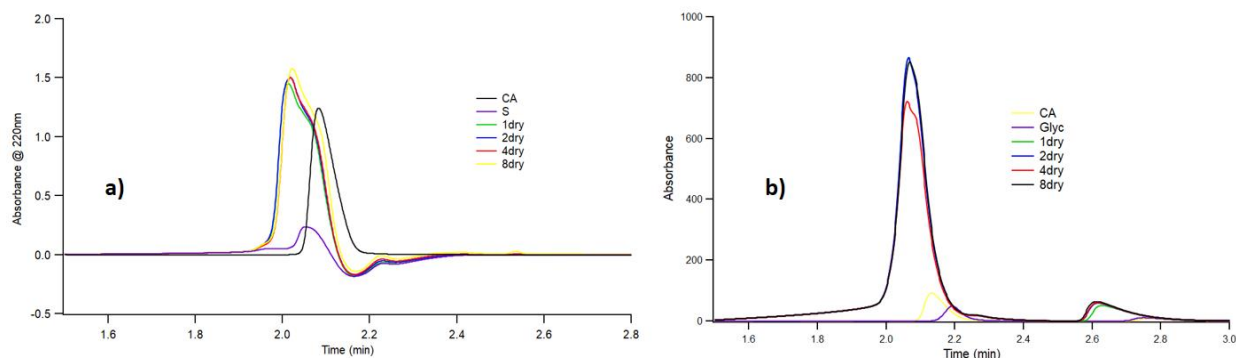 2.0
1.5
1.0
0.5
0.0
-0.5
Absorbance @ 220nm
a)
CA
S
1dry
2dry
4dry
8dry
1.6 1.8 2.0 2.2 2.4 2.6 2.8
Time (min)
1000
800
600
400
200
0
Absorbance
b)
CA
Glyc
1dry
2dry
4dry
8dry
1.6 1.8 2.0 2.2 2.4 2.6 2.8 3.0
Time (min)